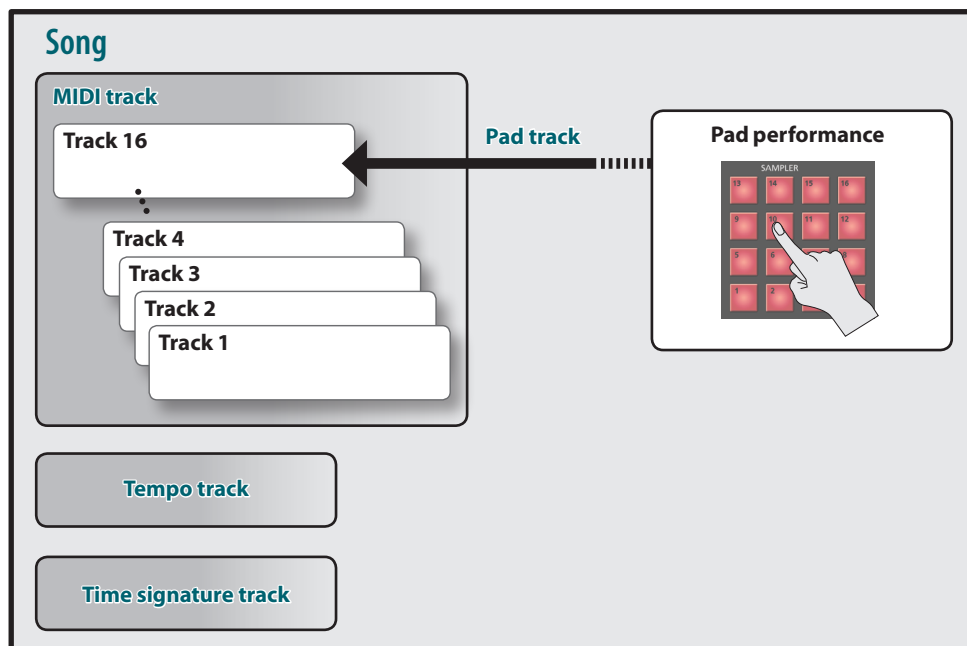 Song
MIDI track
Track 16
Track 4
Track 3
Track 2
Track 1
Pad track
Pad performance
SAMPLER
13 14 15 16
9 10 11 12
5 6 8
1 2
Tempo track
Time signature track